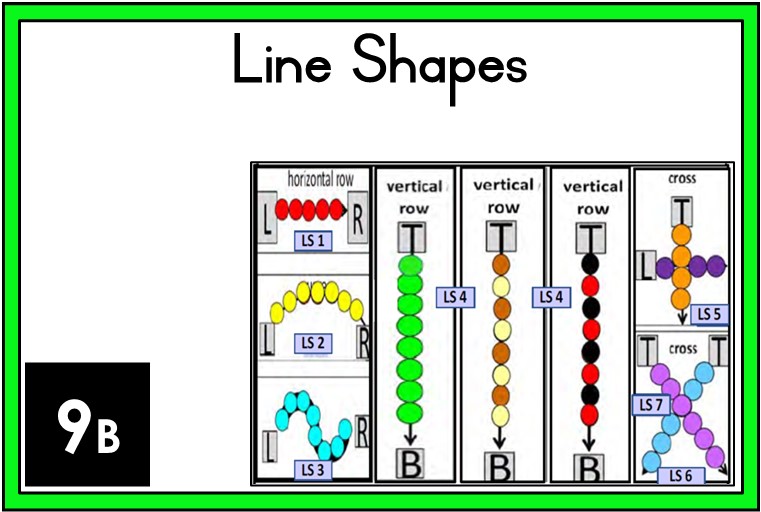 Line Shapes
horizontal row
L
R
LS 1
L
R
LS 2
L
R
LS 3
vertical
row
T
B
LS 4
vertical
row
T
B
LS 4
vertical
row
T
B
cross
T
L
LS 5
T
cross
T
LS 7
LS 6
9B